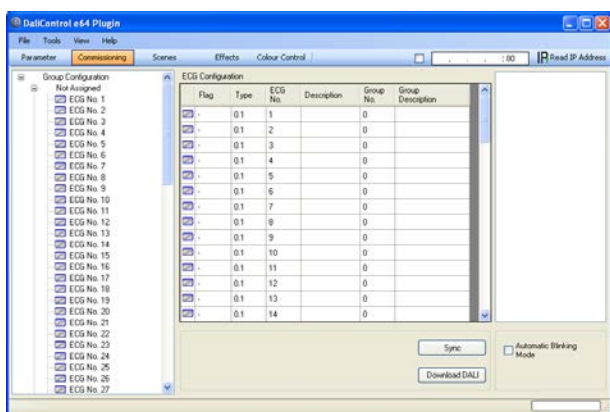 DaliControl e64 Plugin
File Tools View Help
Parameter Commissioning Scenes Effects Colour Control . . . :80 IP Read IP Address
Group Configuration
Not Assigned
ECG No. 1
ECG No. 2
ECG No. 3
ECG No. 4
ECG No. 5
ECG No. 6
ECG No. 7
ECG No. 8
ECG No. 9
ECG No. 10
ECG No. 11
ECG No. 12
ECG No. 13
ECG No. 14
ECG No. 15
ECG No. 16
ECG No. 17
ECG No. 18
ECG No. 19
ECG No. 20
ECG No. 21
ECG No. 22
ECG No. 23
ECG No. 24
ECG No. 25
ECG No. 26
ECG No. 27
ECG Configuration
Flag Type ECG No. Description Group No. Group Description
- 0.1 1 0
- 0.1 2 0
- 0.1 3 0
- 0.1 4 0
- 0.1 5 0
- 0.1 6 0
- 0.1 7 0
- 0.1 8 0
- 0.1 9 0
- 0.1 10 0
- 0.1 11 0
- 0.1 12 0
- 0.1 13 0
- 0.1 14 0
Sync
Download DALI
Automatic Blinking
Mode